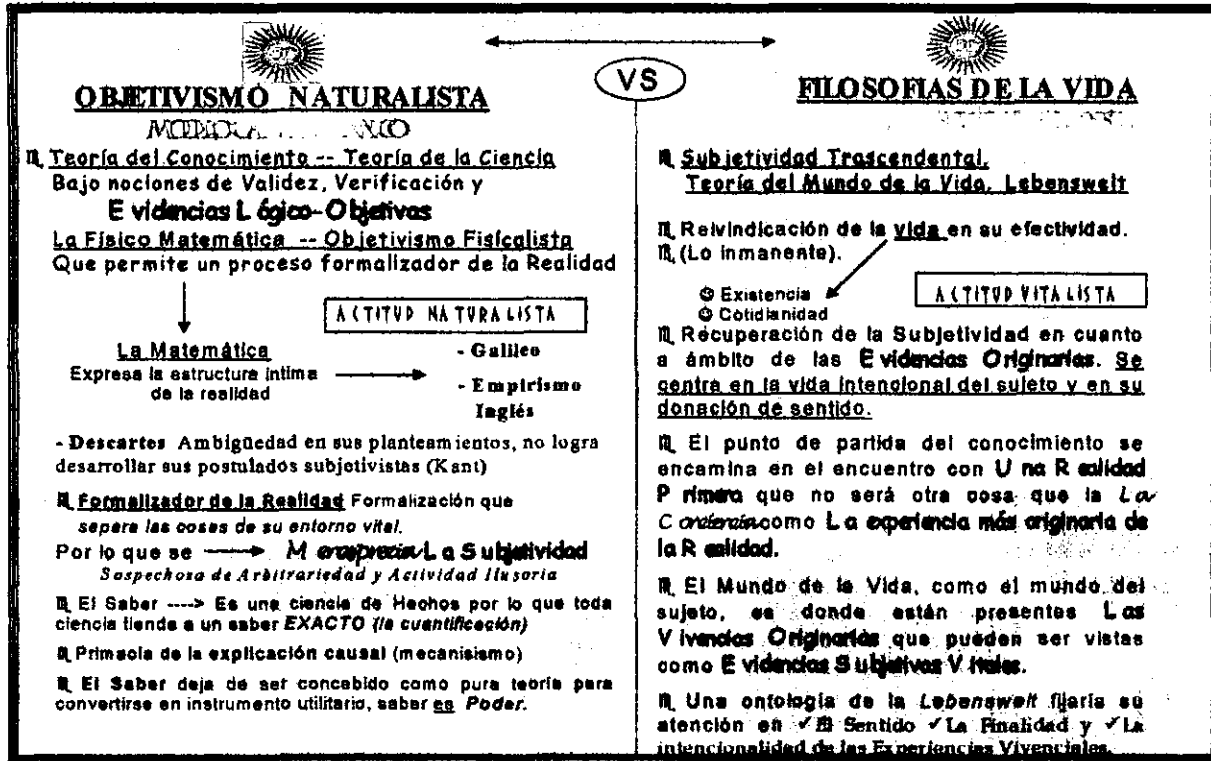 VS
OBJETIVISMO NATURALISTA
Teoría del Conocimiento -- Teoría de la Ciencia
Bajo nociones de Validez, Verificación y
Evidencias Lógico-Objetivas
La Físico Matemática -- Objetivismo Fisicalista
Que permite un proceso formalizador de la Realidad
ACTITUD NATURALISTA
La Matemática
Expresa la estructura íntima
de la realidad
- Galileo
- Empirismo
Inglés
- Descartes Ambigüedad en sus planteamientos, no logra
desarrollar sus postulados subjetivistas (Kant)
Formalizador de la Realidad Formalización que
separa las cosas de su entorno vital.
Por lo que se Menosprecia La Subjetividad
Sospechosa de Arbitrariedad y Actividad Ilusoria
El Saber ----> Es una ciencia de Hechos por lo que toda
ciencia tiende a un saber EXACTO (la cuantificación)
Primacía de la explicación causal (mecanisismo)
El Saber deja de ser concebido como pura teoría para
convertirse en instrumento utilitario, saber es Poder.
FILOSOFIAS DE LA VIDA
Subjetividad Trascendental.
Teoría del Mundo de la Vida. Lebenswelt
Reivindicación de la vida en su efectividad.
(Lo inmanente).
Existencia
Cotidianidad
ACTITUD VITALISTA
Recuperación de la Subjetividad en cuanto
a ámbito de las Evidencias Originarias. Se
centra en la vida intencional del sujeto y en su
donación de sentido.
El punto de partida del conocimiento se
encamina en el encuentro con Una Realidad
Primera que no será otra cosa que la La
Conciencia como La experiencia más originaria de
la Realidad.
El Mundo de la Vida, como el mundo del
sujeto, es donde están presentes Las
Vivencias Originarias que pueden ser vistas
como Evidencias Subjetivas Vitales.
Una ontología de la Lebenswelt fijaría su
atención en ✓El Sentido ✓La Finalidad y ✓La
intencionalidad de las Experiencias Vivenciales.